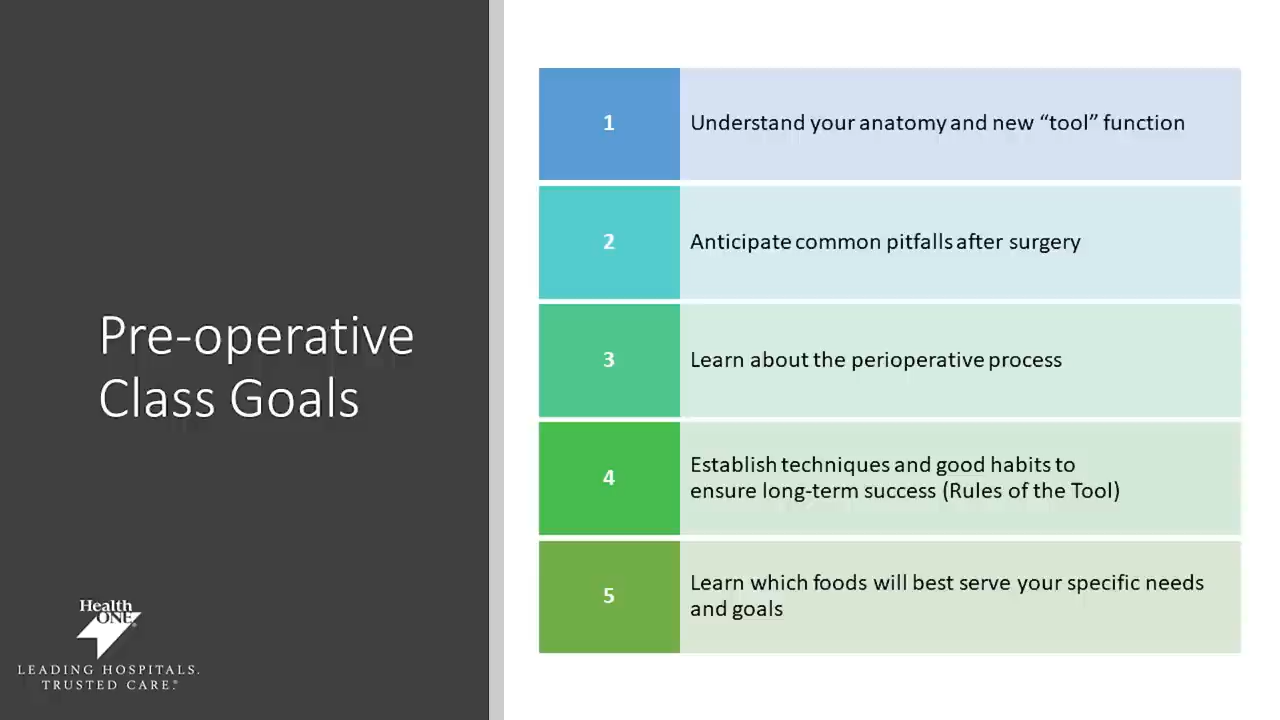 Pre-operative
Class Goals
Health
ONE®
LEADING HOSPITALS.
TRUSTED CARE.®
1
Understand your anatomy and new “tool” function
2
Anticipate common pitfalls after surgery
3
Learn about the perioperative process
4
Establish techniques and good habits to
ensure long-term success (Rules of the Tool)
5
Learn which foods will best serve your specific needs
and goals